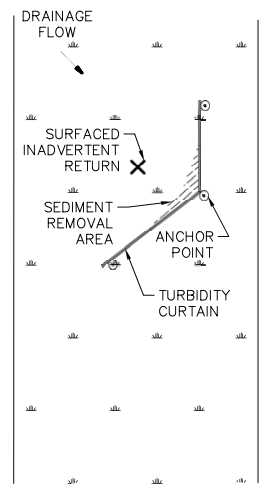 DRAINAGE
FLOW
SURFACED
INADVERTENT
RETURN
SEDIMENT
REMOVAL
AREA
ANCHOR
POINT
TURBIDITY
CURTAIN